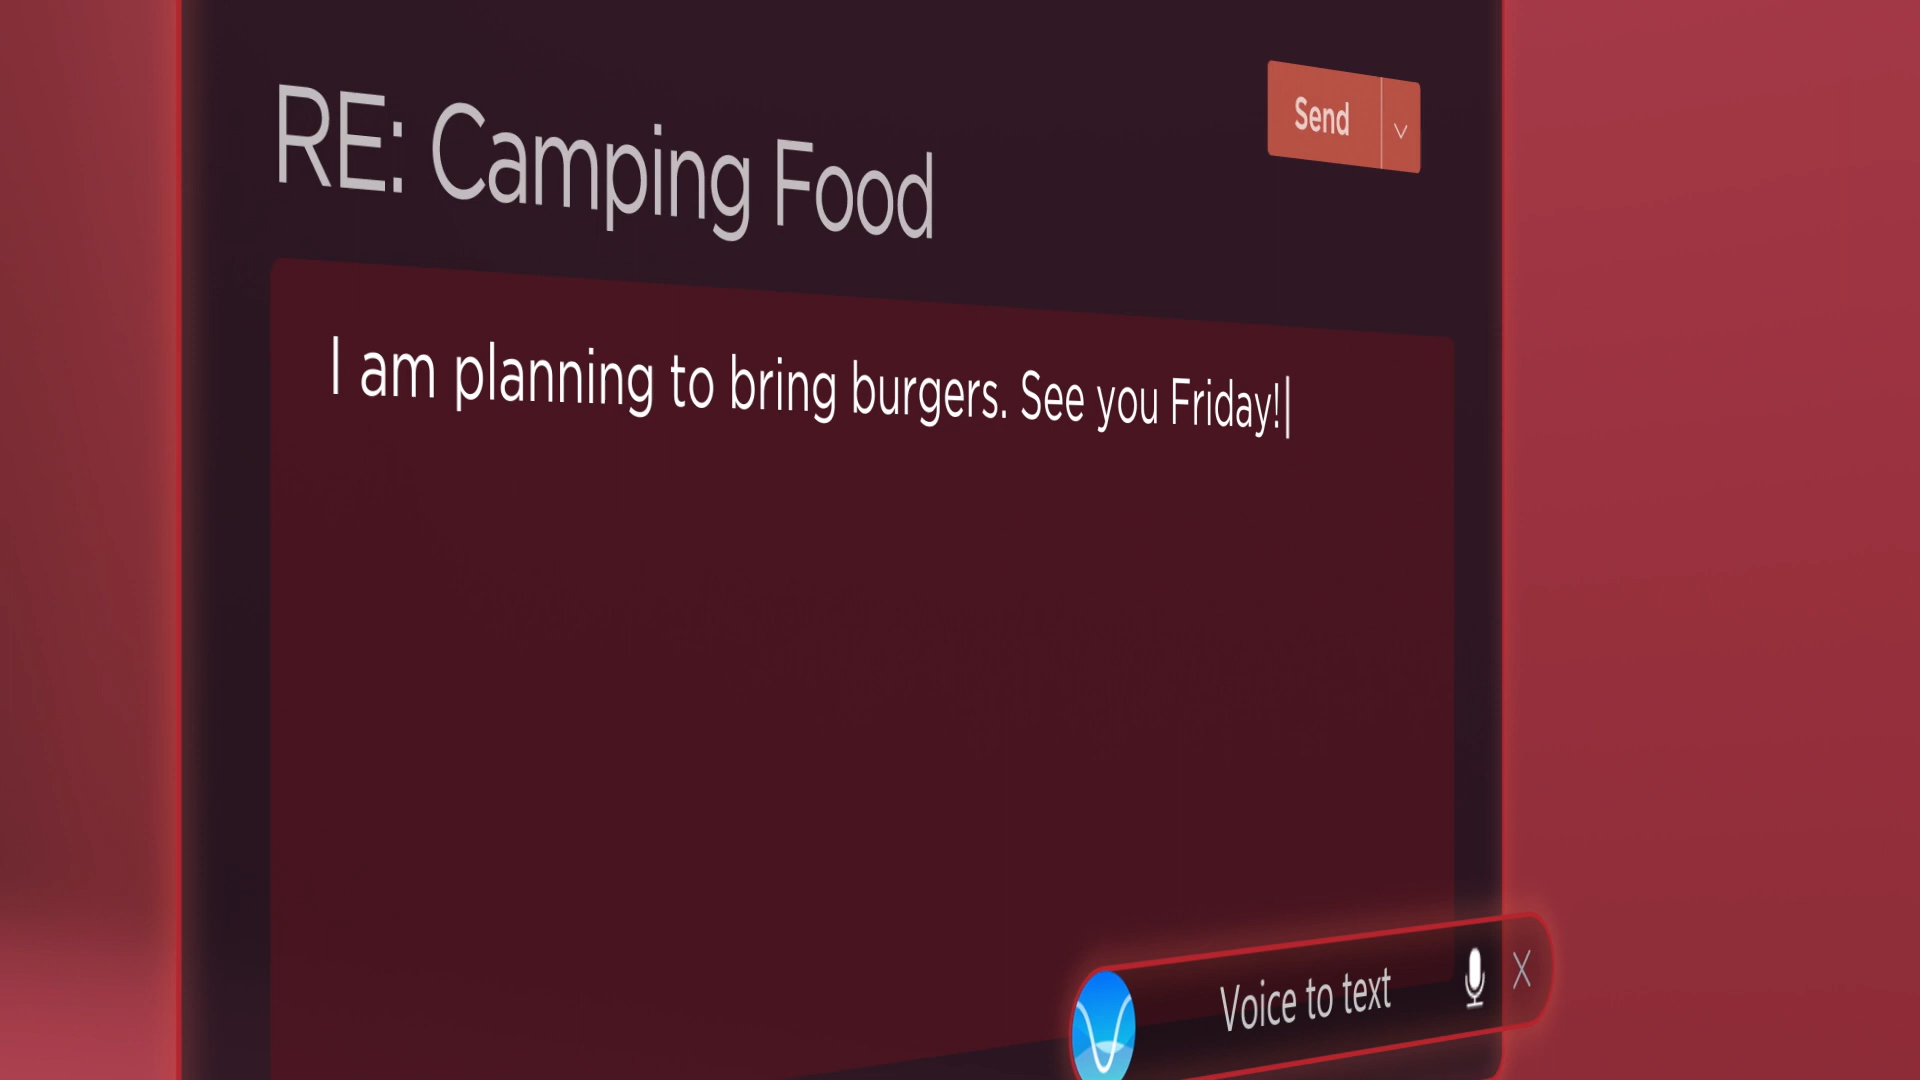 RE: Camping Food
Send
I am planning to bring burgers. See you Friday!
Voice to text